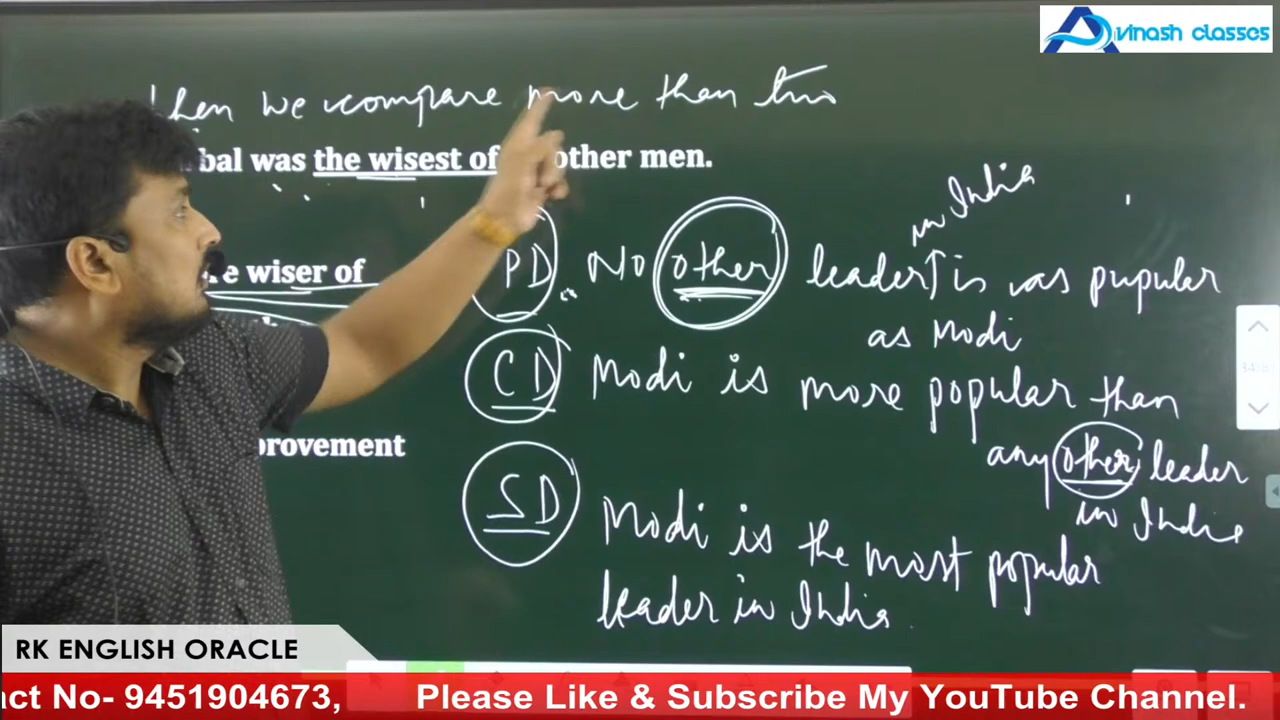 vinash classes
when we compare more than two
bal was the wisest of other men.
in India
PD No other leader is as pupular
as Modi
re wiser of
CD Modi is more popular than
any other leader
in India
provement
SD Modi is the most popular
leader in India
RK ENGLISH ORACLE
act No- 9451904673, Please Like & Subscribe My YouTube Channel.